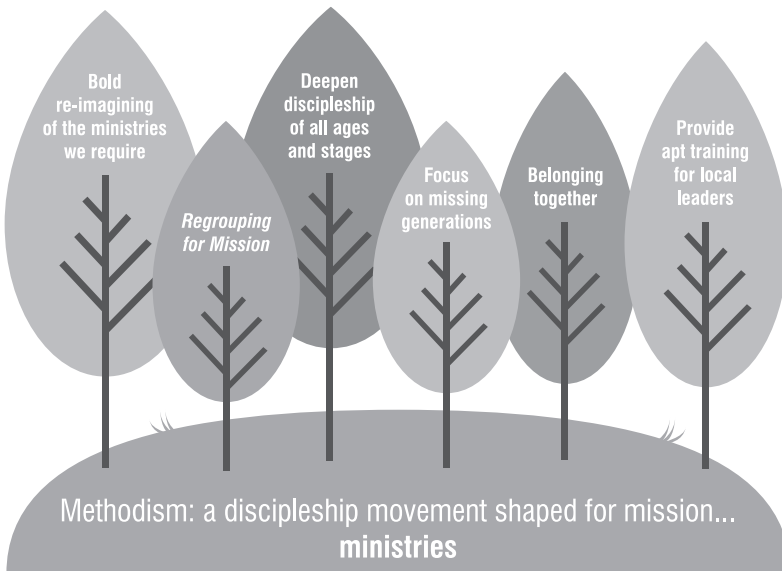 Bold
re-imagining
of the ministries
we require
Regrouping
for Mission
Deepen
discipleship
of all ages
and stages
Focus
on missing
generations
Belonging
together
Provide
apt training
for local
leaders
Methodism: a discipleship movement shaped for mission...
ministries